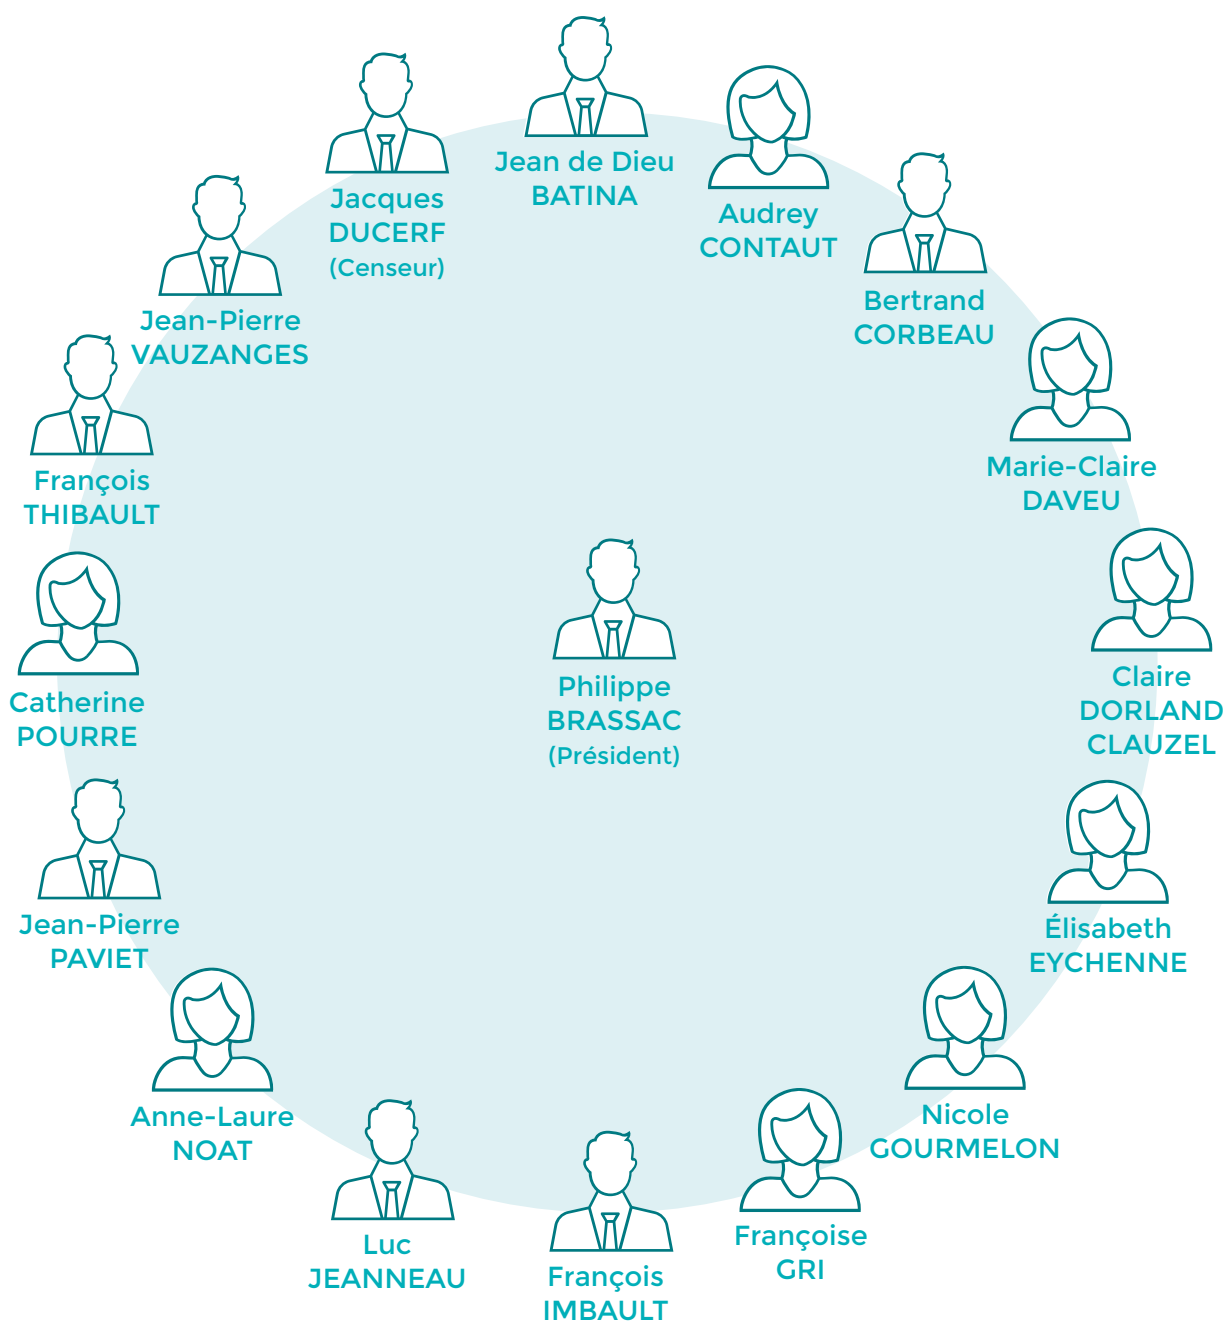 Jean de Dieu
BATINA
Audrey
CONTAUT
Bertrand
CORBEAU
Marie-Claire
DAVEU
Claire
DORLAND
CLAUZEL
Élisabeth
EYCHENNE
Nicole
GOURMELON
Françoise
GRI
François
IMBAULT
Luc
JEANNEAU
Anne-Laure
NOAT
Jean-Pierre
PAVIET
Catherine
POURRE
François
THIBAULT
Jean-Pierre
VAUZANGES
Jacques
DUCERF
(Censeur)
Philippe
BRASSAC
(Président)